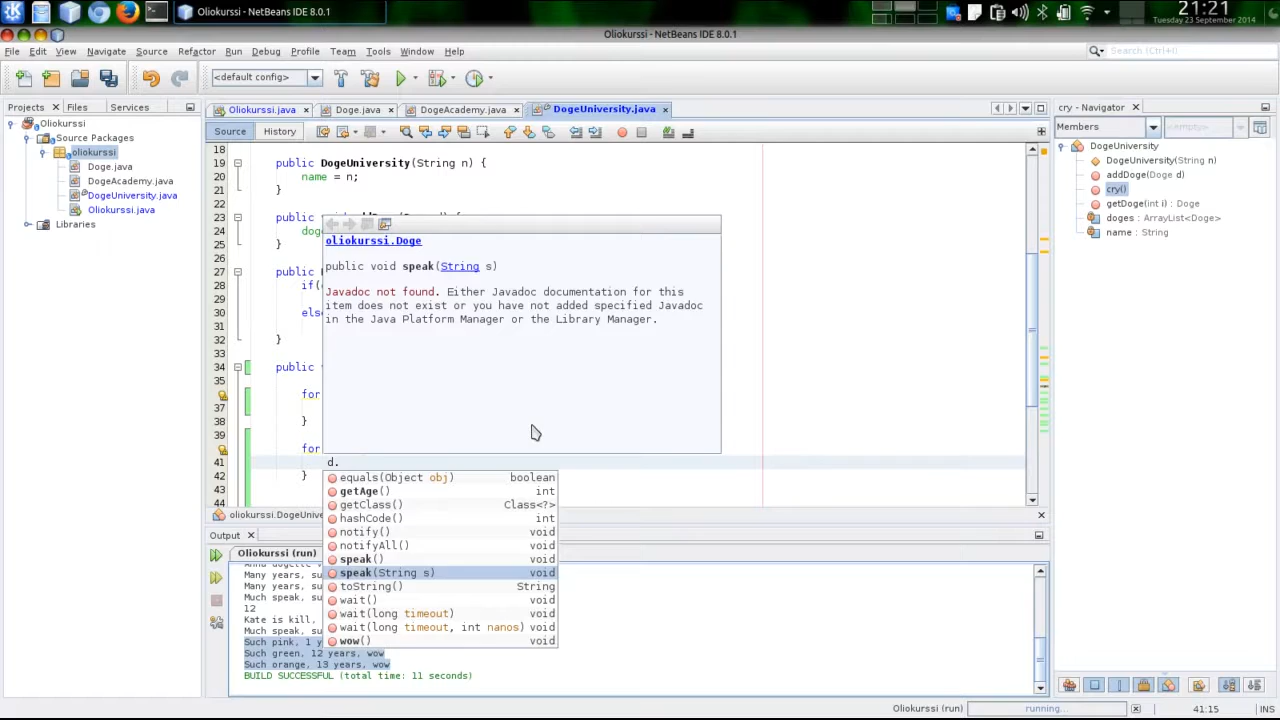 Oliokurssi - NetBeans IDE 8.0.1
21:21
Tuesday 23 September 2014
Oliokurssi - NetBeans IDE 8.0.1
File Edit View Navigate Source Refactor Run Debug Profile Team Tools Window Help
Search (Ctrl+I)
<default config>
Projects Files Services
Oliokurssi.java Doge.java DogeAcademy.java DogeUniversity.java
cry - Navigator
Source History
Members <empty>
Oliokurssi
Source Packages
oliokurssi
Doge.java
DogeAcademy.java
DogeUniversity.java
Oliokurssi.java
Libraries
18
19 public DogeUniversity(String n) {
20 name = n;
21 }
22
23 public
24 dog
25 }
26
27 public
28 if(
29
30 els
31
32 }
33
34 public v
35
for
37
38 }
39
for
41 d.
42 }
43
44
oliokurssi.Doge
public void speak(String s)
Javadoc not found. Either Javadoc documentation for this
item does not exist or you have not added specified Javadoc
in the Java Platform Manager or the Library Manager.
equals(Object obj) boolean
getAge() int
getClass() Class<?>
hashCode() int
notify() void
notifyAll() void
speak() void
speak(String s) void
toString() String
wait() void
wait(long timeout) void
wait(long timeout, int nanos) void
wow() void
DogeUniversity
DogeUniversity(String n)
addDoge(Doge d)
cry()
getDoge(int i) : Doge
doges : ArrayList<Doge>
name : String
oliokurssi.DogeUnive
Output
Oliokurssi (run)
Many years, su
Many years, su
Much speak, su
12
Kate is kill,
Much speak, su
Such pink, 1 y
Such green, 12 years, wow
Such orange, 13 years, wow
BUILD SUCCESSFUL (total time: 11 seconds)
Oliokurssi (run) running... 41:15 INS